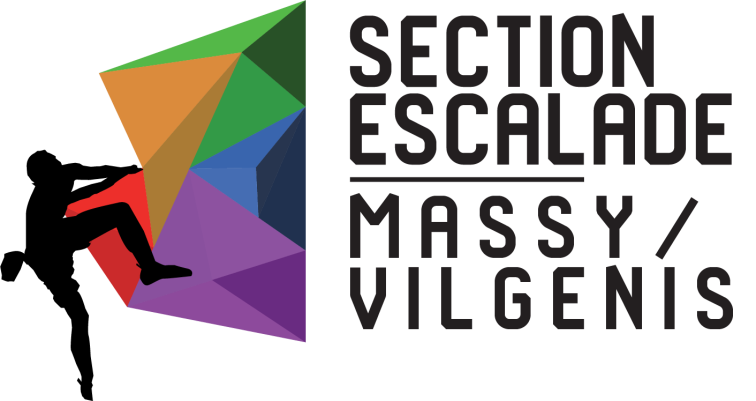 SECTION
ESCALADE
MASSY/
VILGENIS